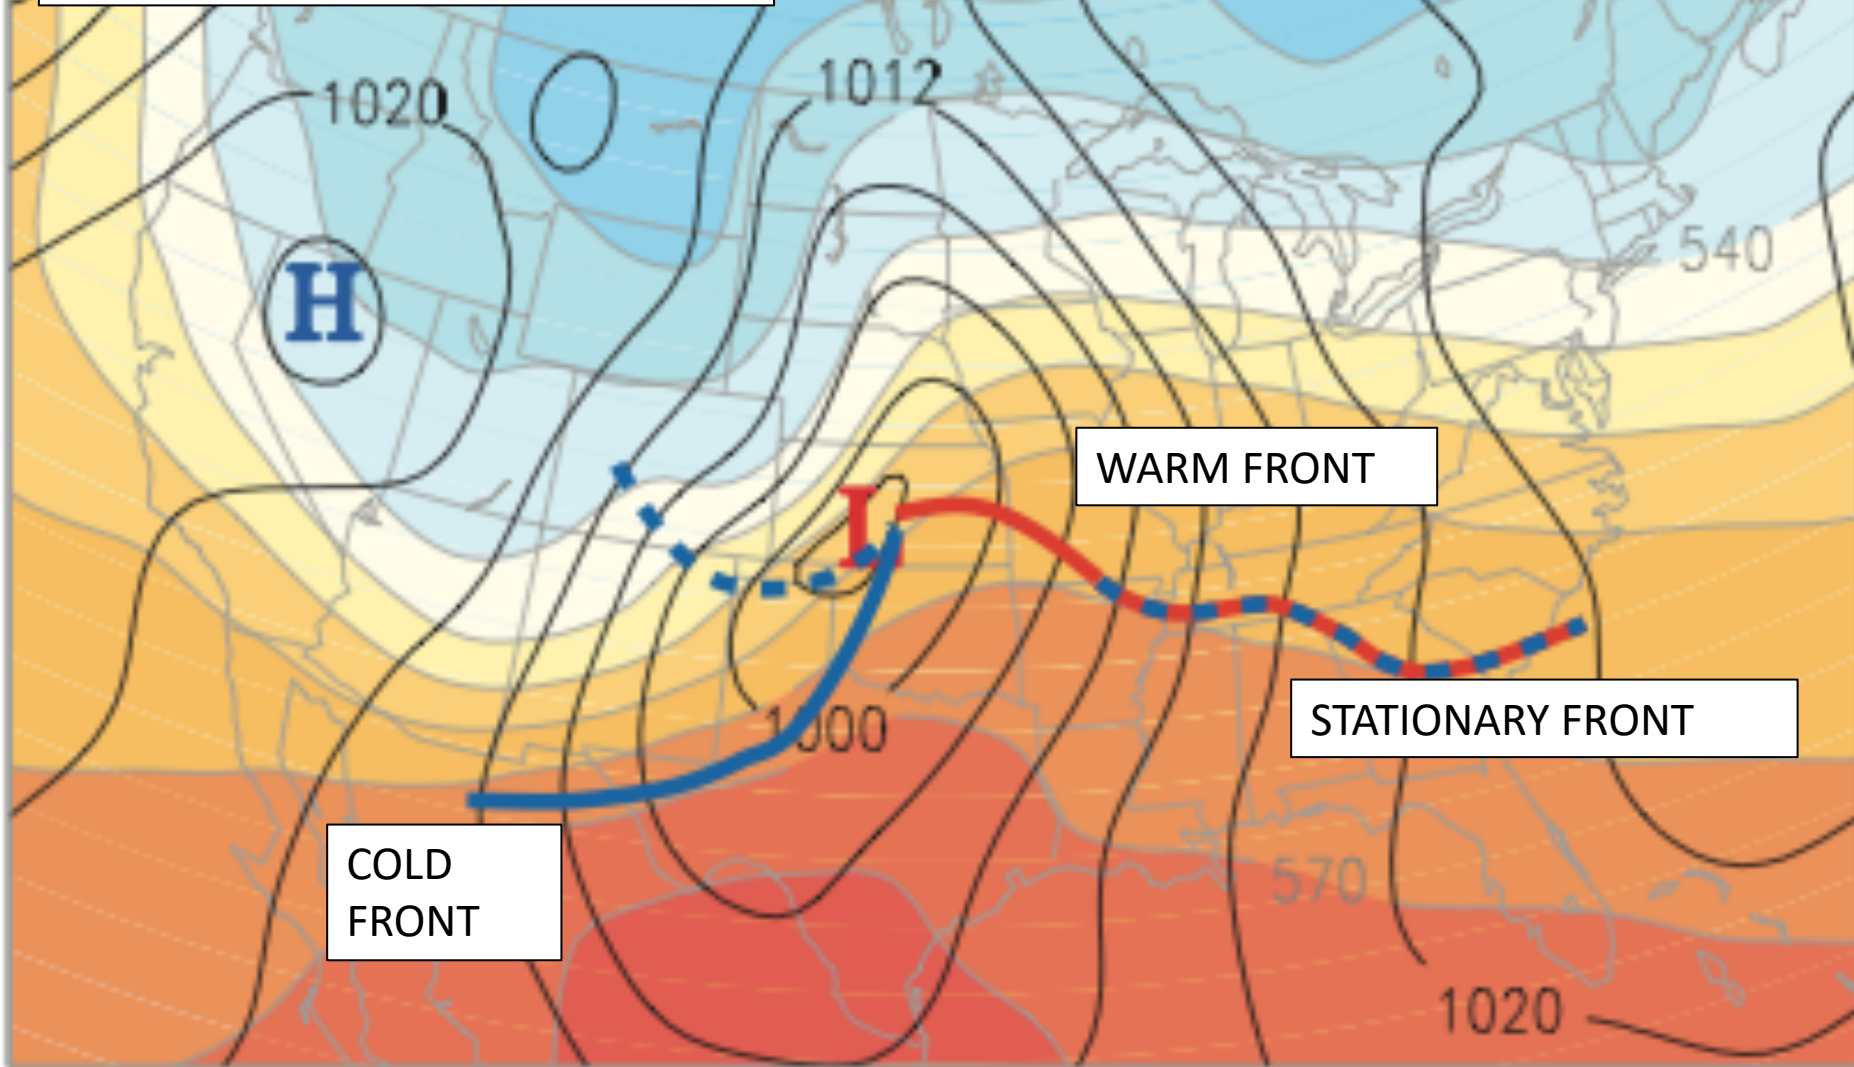 1020
1012
H
540
WARM FRONT
L
STATIONARY FRONT
1000
COLD
FRONT
570
1020